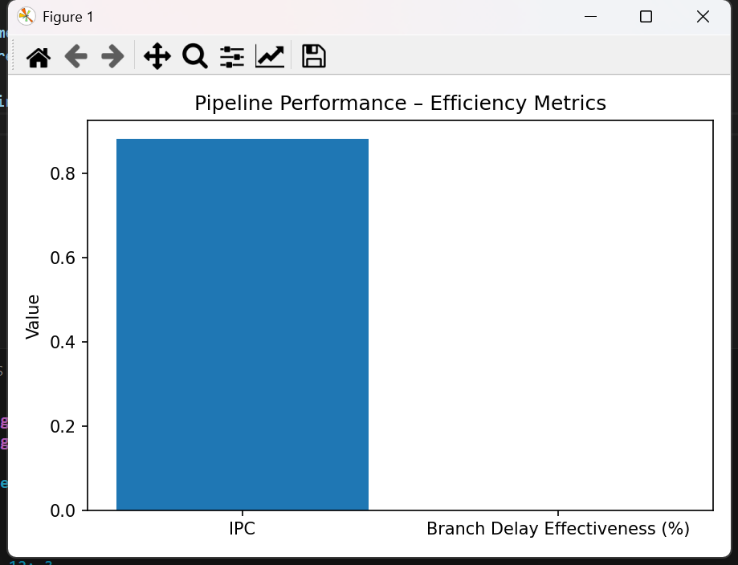 Figure 1
Pipeline Performance – Efficiency Metrics
0.8
0.6
0.4
0.2
0.0
Value
IPC
Branch Delay Effectiveness (%)